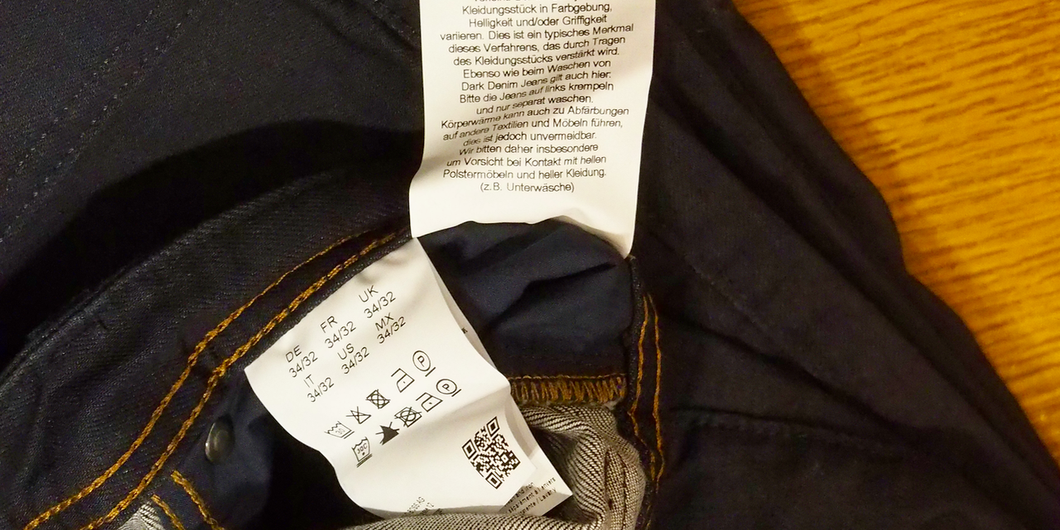 Kleidungsstück in Farbgebung,
Helligkeit und/oder Griffigkeit
variieren. Dies ist ein typisches Merkmal
dieses Verfahrens, das durch Tragen
des Kleidungsstücks verstärkt wird.
Ebenso wie beim Waschen von
Dark Denim Jeans gilt auch hier:
Bitte die Jeans auf links krempeln
und nur separat waschen.
Körperwärme kann auch zu Abfärbungen
auf andere Textilien und Möbeln führen,
dies ist jedoch unvermeidbar.
Wir bitten daher insbesondere
um Vorsicht bei Kontakt mit hellen
Polstermöbeln und heller Kleidung.
(z.B. Unterwäsche)
DE FR UK
34/32 34/32 34/32
IT US MX
34/32 34/32 34/32
P
P